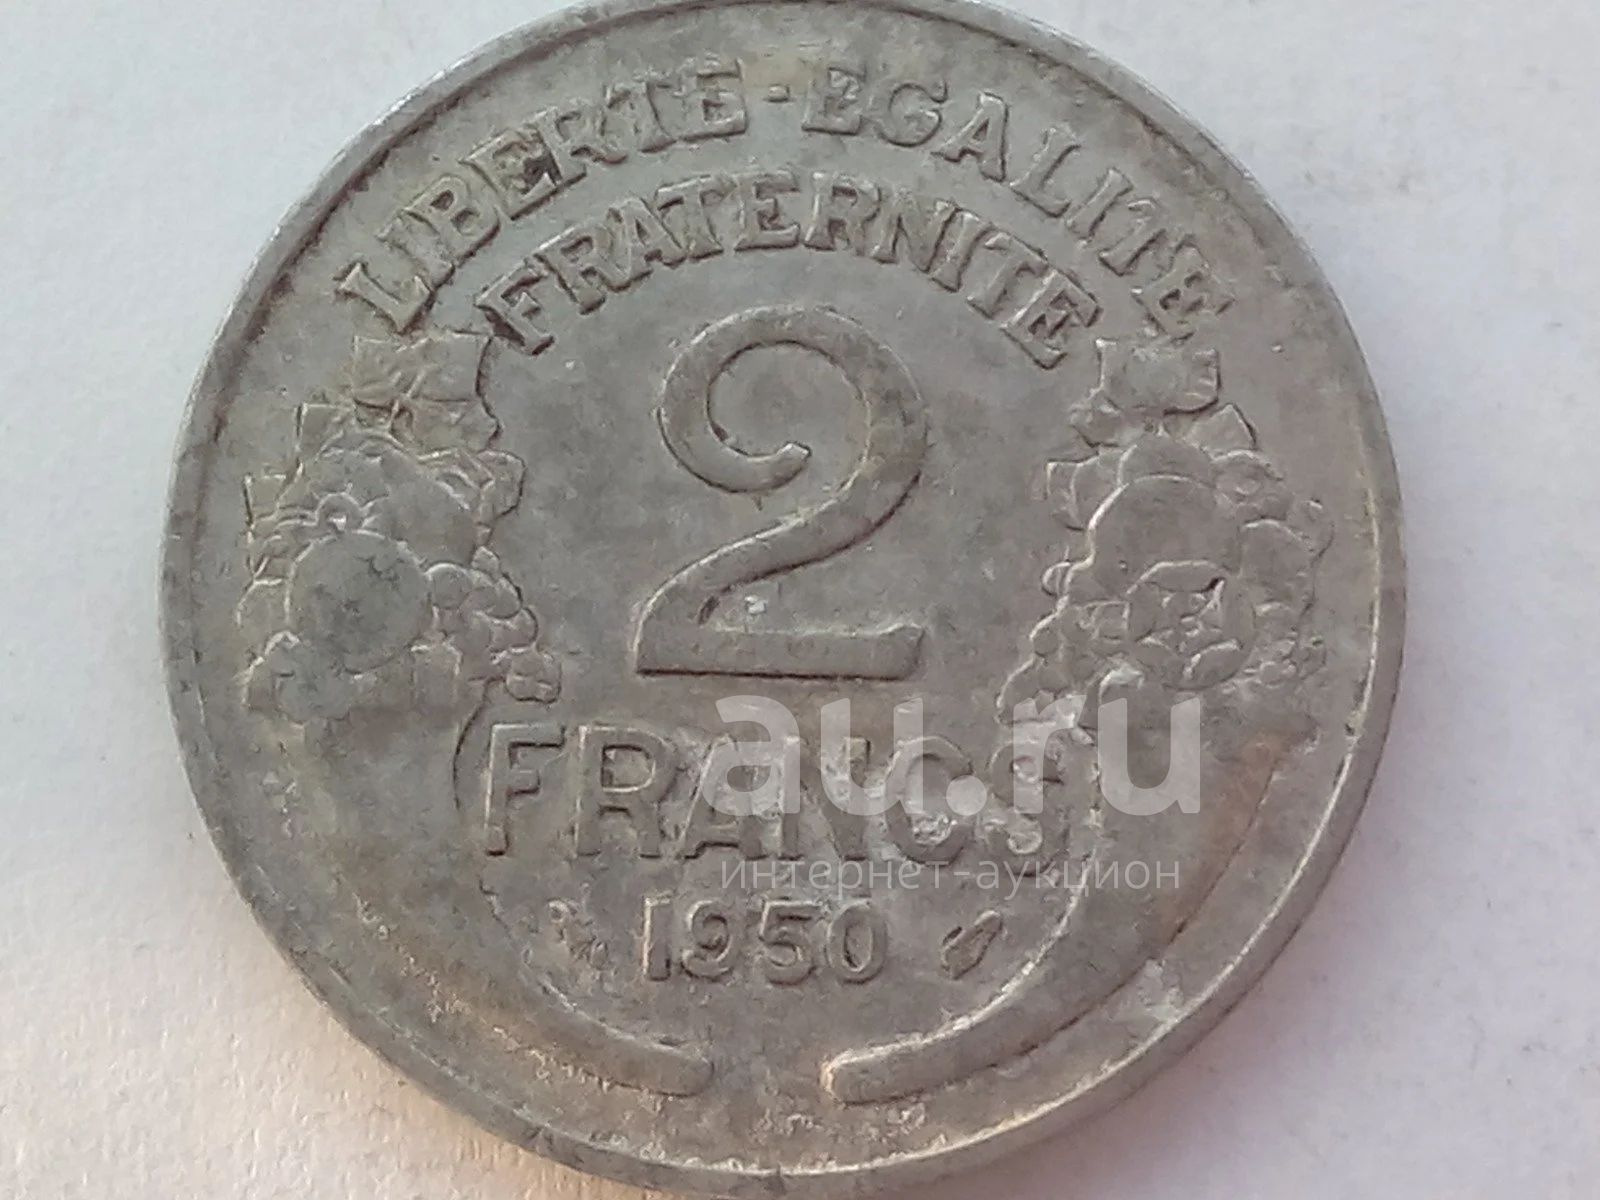 LIBERTE·EGALITE
FRATERNITE
2
FRANCS
1950
au.ru
интернет-аукцион